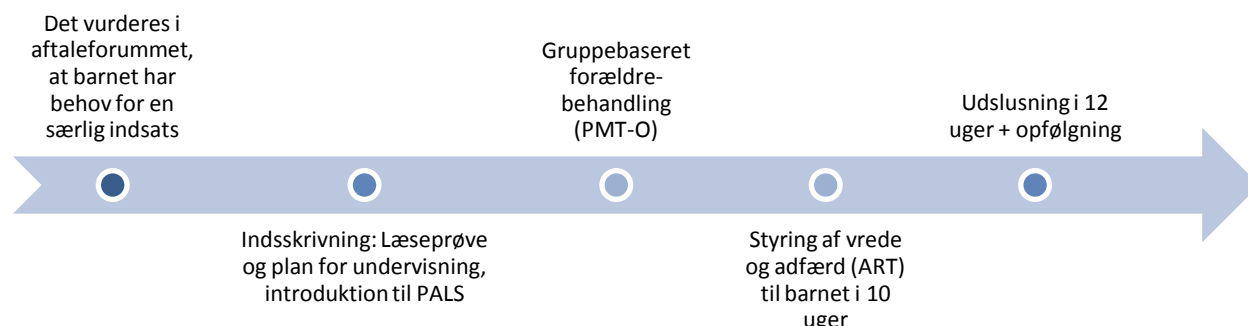 Det vurderes i
aftaleforummet,
at barnet har
behov for en
særlig indsats
Indsskrivning: Læseprøve
og plan for undervisning,
introduktion til PALS
Gruppebaseret
forældre-
behandling
(PMT-O)
Styring af vrede
og adfærd (ART)
til barnet i 10
uger
Udslusning i 12
uger + opfølgning